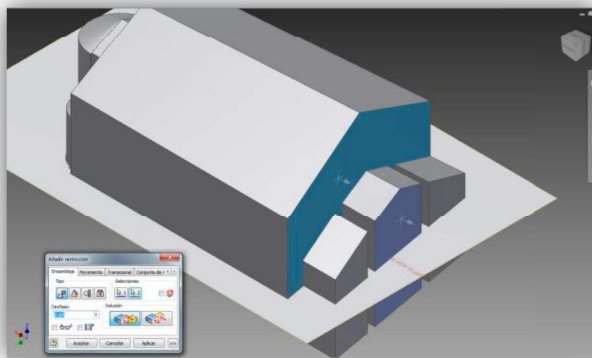 Añadir restricción
Ensamblaje Movimiento Transicional Conjunto de
Tipo Selecciones
Desfase: Solución
Aceptar Cancelar Aplicar >>